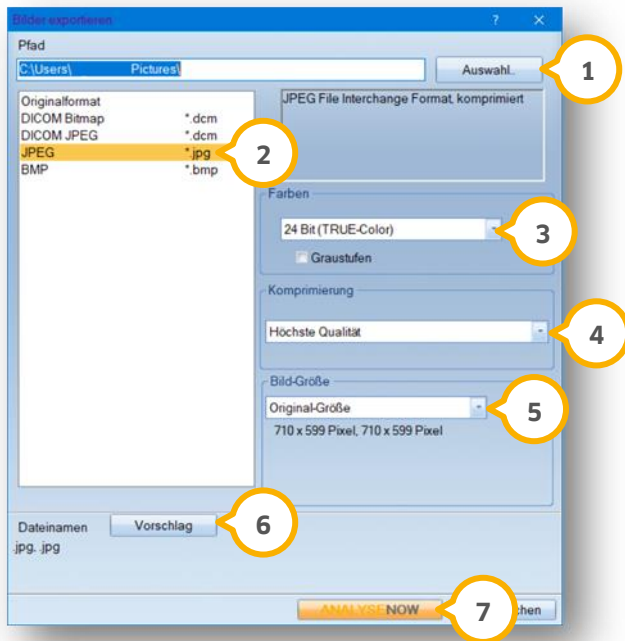 Bilder exportieren
?
Pfad
C:\Users\ Pictures\
Auswahl..
1
Originalformat
DICOM Bitmap *.dcm
DICOM JPEG *.dcm
JPEG *.jpg
BMP *.bmp
2
JPEG File Interchange Format, komprimiert
Farben
24 Bit (TRUE-Color)
3
Graustufen
Komprimierung
Höchste Qualität
4
Bild-Größe
Original-Größe
5
710 x 599 Pixel, 710 x 599 Pixel
Dateinamen
Vorschlag
6
.jpg, .jpg
ANALYSENOW
7
chen